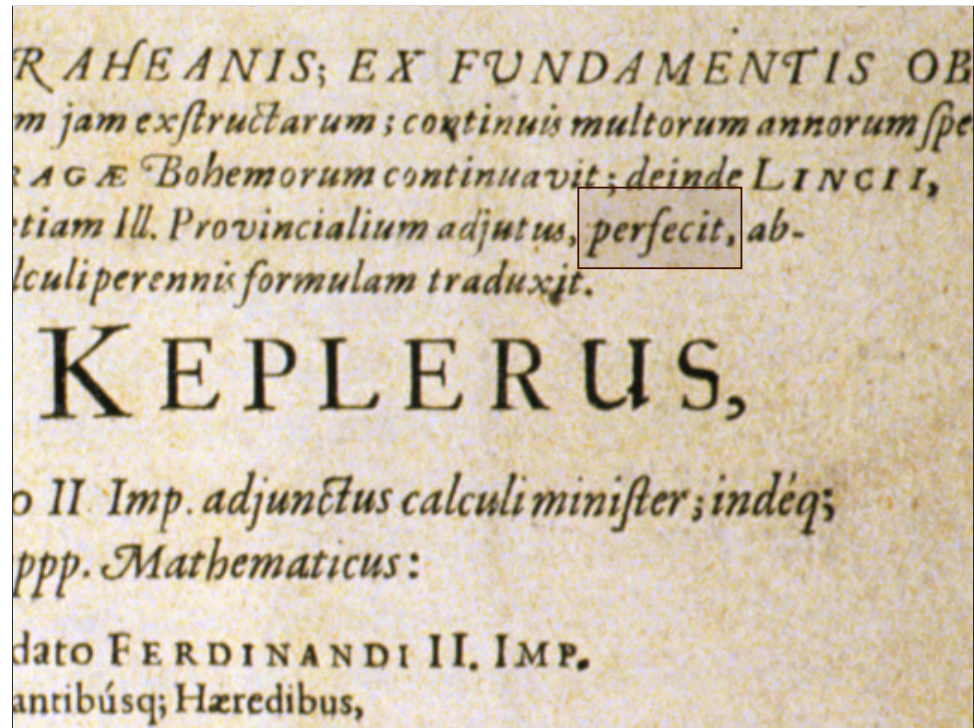 RAHEANIS; EX FUNDAMENTIS OB
m jam exſtructarum; continuis multorum annorum ſpe
RAGÆ Bohemorum continuavit; deinde LINCII,
etiam Ill. Provincialium adjutus, perfecit, ab-
lculi perennis formulam traduxit.
KEPLERUS,
o II Imp. adjunctus calculi miniſter; indéq;
ppp. Mathematicus:
dato FERDINANDI II. IMP.
antibúsq; Hæredibus,